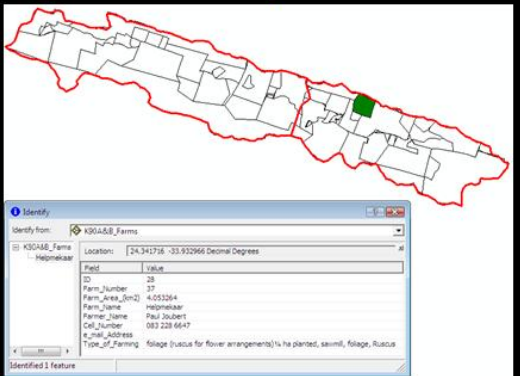 Identify
Identify from: K90A&B_Farms
K90A&B_Farms
Helpmekaar
Location: 24.341716 -33.932966 Decimal Degrees
Field Value
ID 28
Farm_Number 37
Farm_Area_(km2) 4.053264
Farm_Name Helpmekaar
Farmer_Name Paul Joubert
Cell_Number 083 228 6647
e_mail_Address
Type_of_Farming foliage (ruscus for flower arrangements) ¼ ha planted, sawmill, foliage, Ruscus
Identified 1 feature